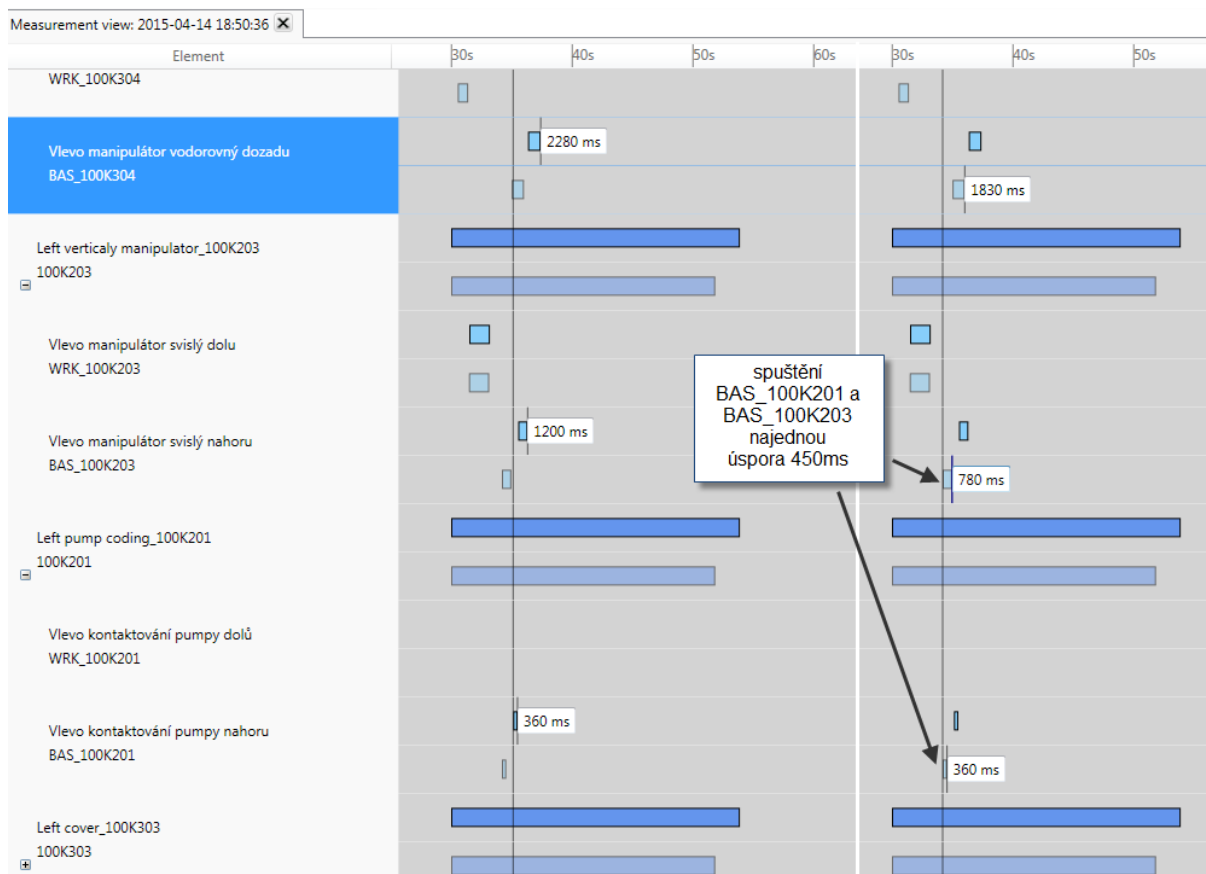 Measurement view: 2015-04-14 18:50:36
Element
30s 40s 50s 60s 30s 40s 50s
WRK_100K304
Vlevo manipulátor vodorovný dozadu
BAS_100K304
2280 ms
1830 ms
Left verticaly manipulator_100K203
100K203
Vlevo manipulátor svislý dolu
WRK_100K203
spuštění
BAS_100K201 a
BAS_100K203
najednou
úspora 450ms
Vlevo manipulátor svislý nahoru
BAS_100K203
1200 ms
780 ms
Left pump coding_100K201
100K201
Vlevo kontaktování pumpy dolů
WRK_100K201
Vlevo kontaktování pumpy nahoru
BAS_100K201
360 ms
360 ms
Left cover_100K303
100K303